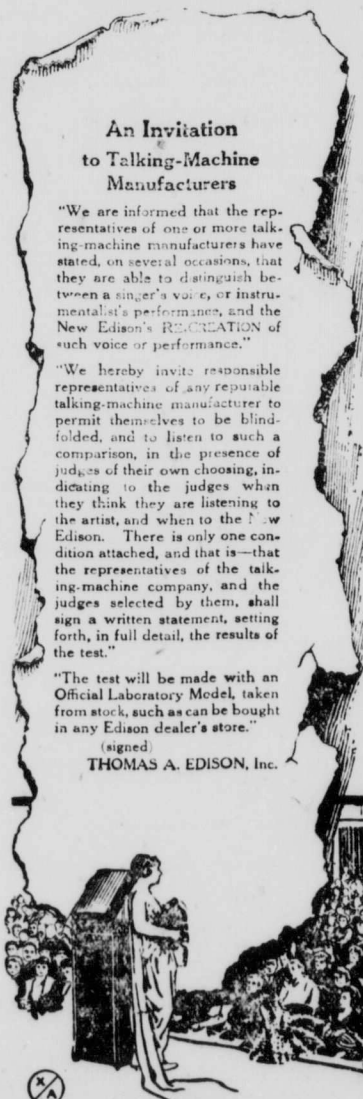 An Invitation
to Talking-Machine
Manufacturers
"We are informed that the rep-
resentatives of one or more talk-
ing-machine manufacturers have
stated, on several occasions, that
they are able to distinguish be-
tween a singer's voice, or instru-
mentalist's performance, and the
New Edison's RE-CREATION of
such voice or performance."
"We hereby invite responsible
representatives of any reputable
talking-machine manufacturer to
permit themselves to be blind-
folded, and to listen to such a
comparison, in the presence of
judges of their own choosing, in-
dicating to the judges when
they think they are listening to
the artist, and when to the New
Edison. There is only one con-
dition attached, and that is—that
the representatives of the talk-
ing-machine company, and the
judges selected by them, shall
sign a written statement, setting
forth, in full detail, the results of
the test."
"The test will be made with an
Official Laboratory Model, taken
from stock, such as can be bought
in any Edison dealer's store."
(signed)
THOMAS A. EDISON, Inc.
X/A